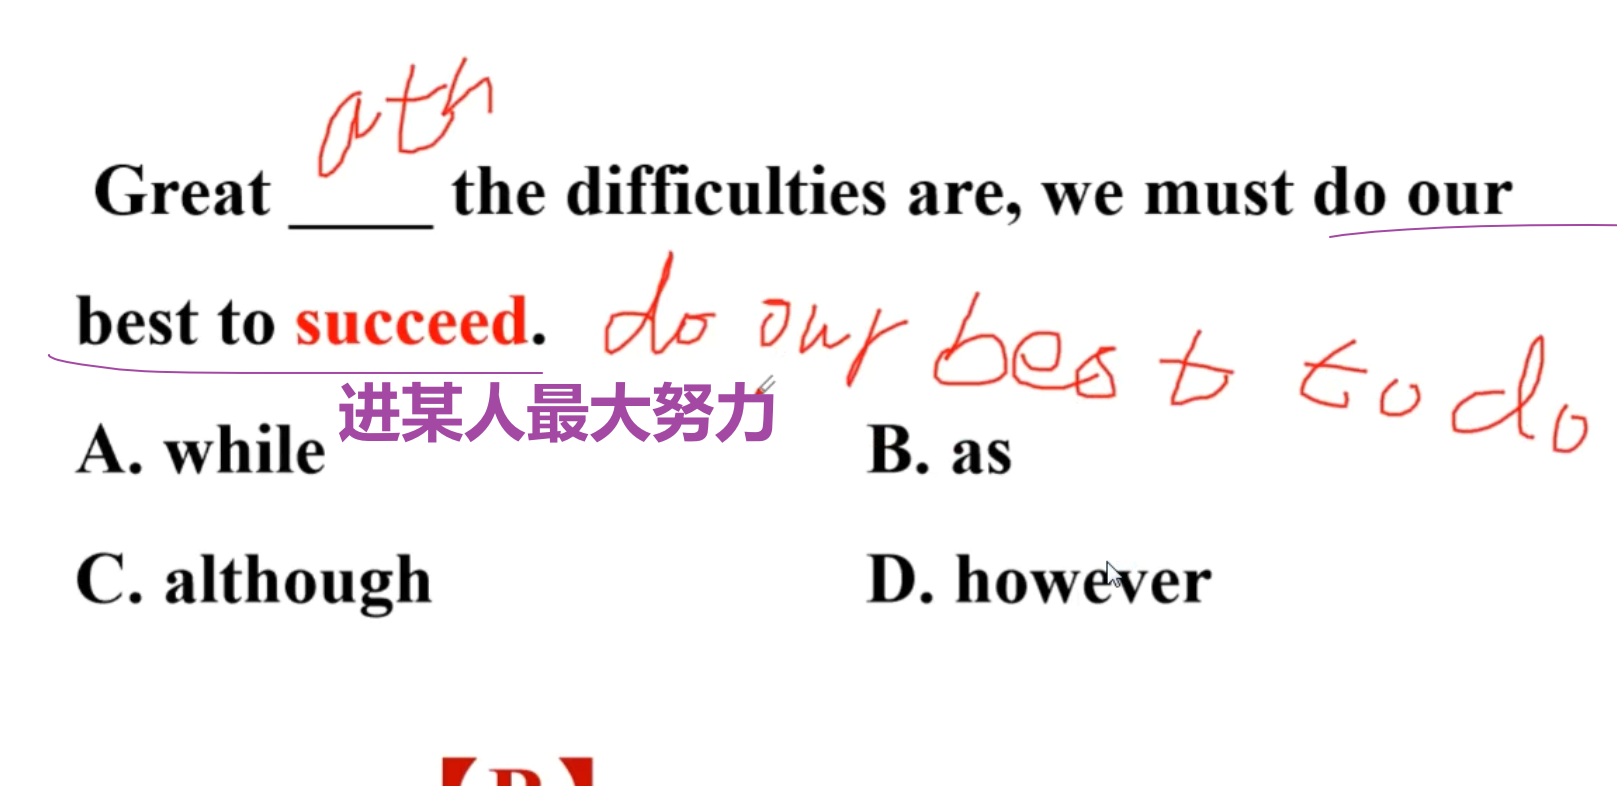 ath
Great ____ the difficulties are, we must do our
best to succeed. do our best to do
进某人最大努力
A. while B. as
C. although D. however